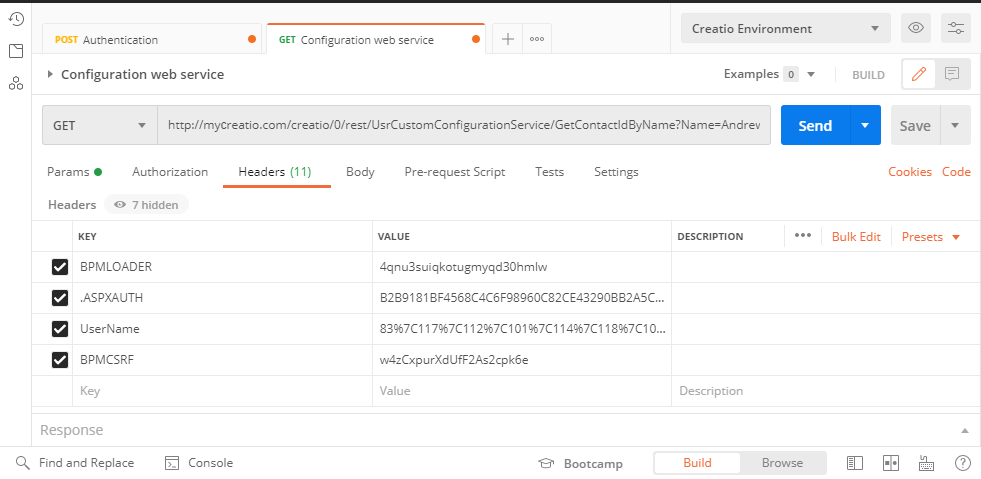 POST Authentication
GET Configuration web service
Creatio Environment
Configuration web service
Examples 0
BUILD
GET
http://mycreatio.com/creatio/0/rest/UsrCustomConfigurationService/GetContactIdByName?Name=Andrew
Send
Save
Params
Authorization
Headers (11)
Body
Pre-request Script
Tests
Settings
Cookies
Code
Headers
7 hidden
KEY
VALUE
DESCRIPTION
Bulk Edit
Presets
BPMLOADER
4qnu3suiqkotugmyqd30hmlw
.ASPXAUTH
B2B9181BF4568C4C6F98960C82CE43290BB2A5C...
UserName
83%7C117%7C112%7C101%7C114%7C118%7C10...
BPMCSRF
w4zCxpurXdUfF2As2cpk6e
Key
Value
Description
Response
Find and Replace
Console
Bootcamp
Build
Browse